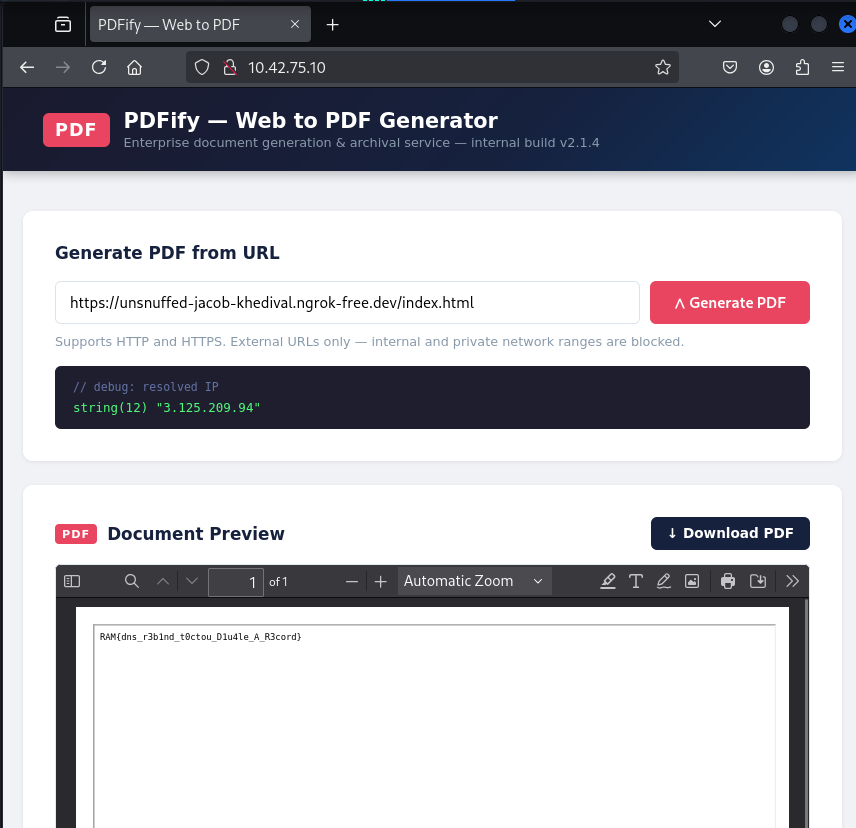 PDFify — Web to PDF
10.42.75.10
PDF
PDFify — Web to PDF Generator
Enterprise document generation & archival service — internal build v2.1.4
Generate PDF from URL
https://unsnuffed-jacob-khedival.ngrok-free.dev/index.html
Generate PDF
Supports HTTP and HTTPS. External URLs only — internal and private network ranges are blocked.
// debug: resolved IP
string(12) "3.125.209.94"
PDF
Document Preview
↓ Download PDF
1 of 1
Automatic Zoom
RAM{dns_r3b1nd_t0ctou_D1u4le_A_R3cord}